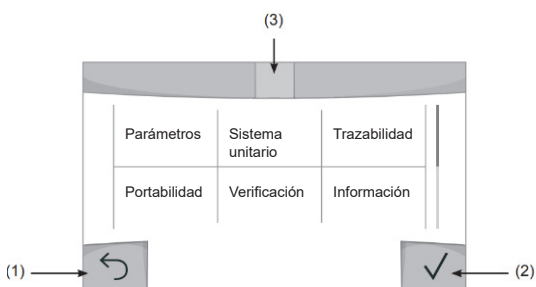 (3)
Parámetros Sistema unitario Trazabilidad
Portabilidad Verificación Información
(1) (2)